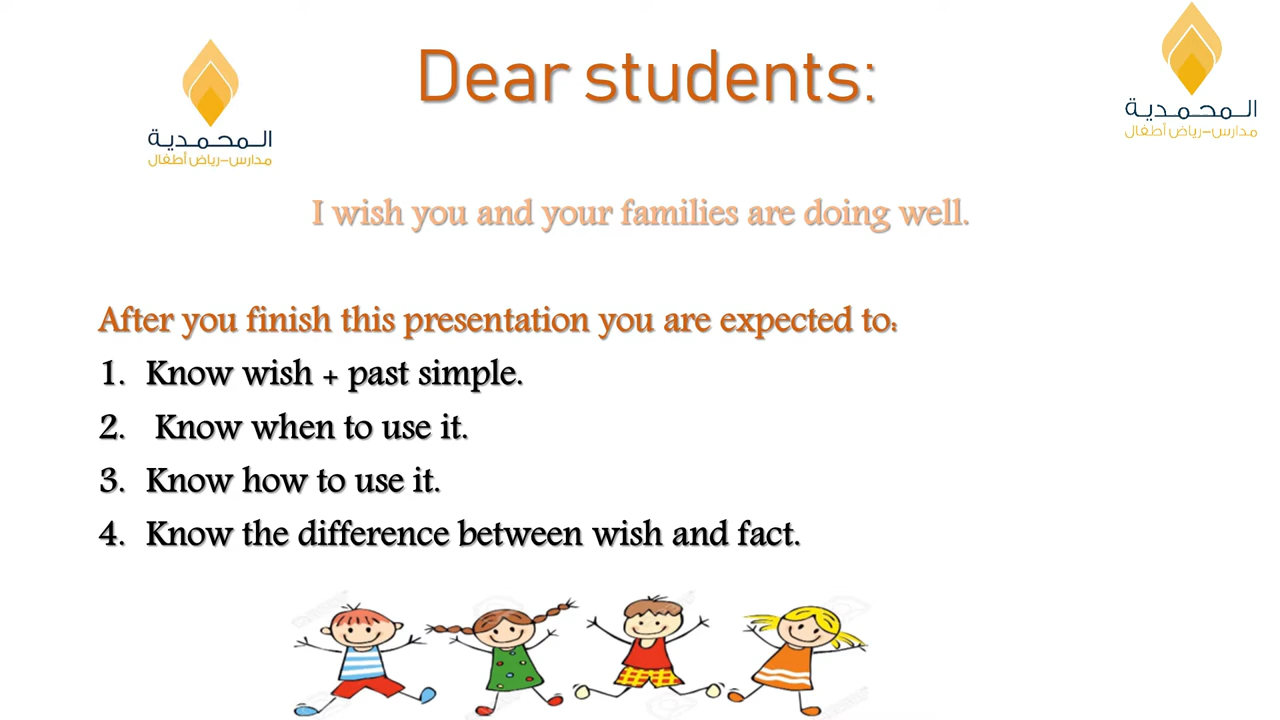 Dear students:
المحمدية
مدارس-رياض أطفال
المحمدية
مدارس-رياض أطفال
I wish you and your families are doing well.
After you finish this presentation you are expected to:
1. Know wish + past simple.
2. Know when to use it.
3. Know how to use it.
4. Know the difference between wish and fact.